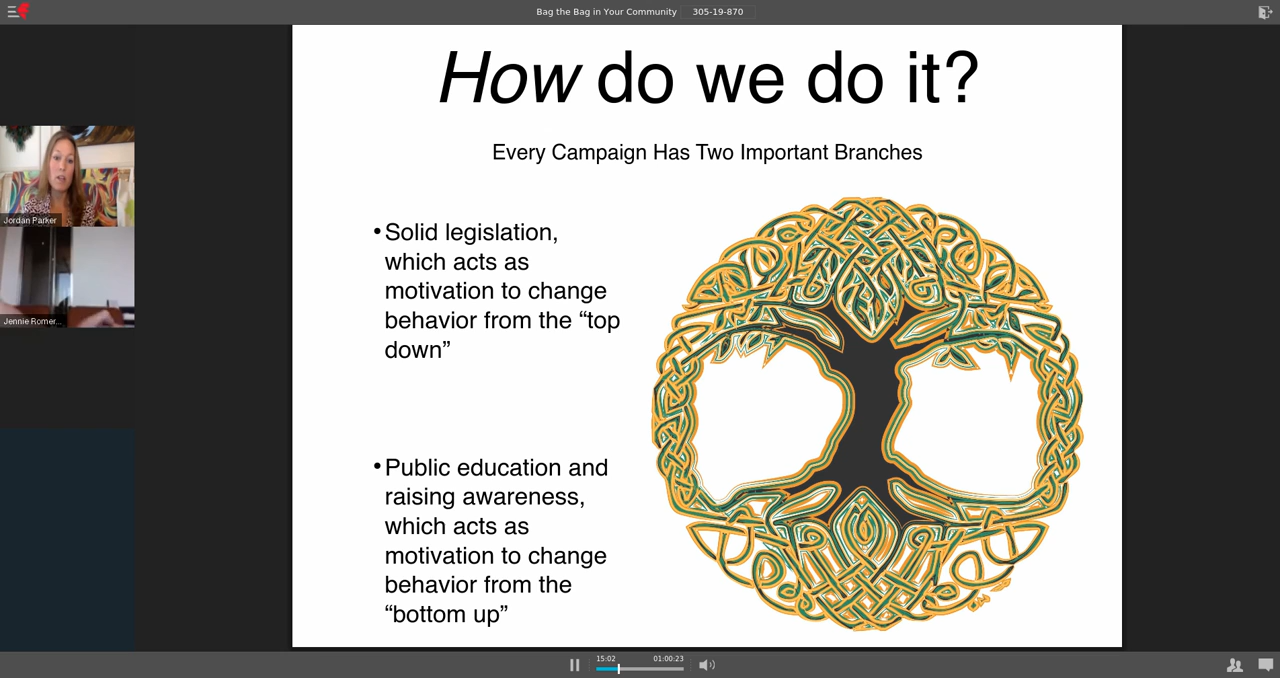 Bag the Bag in Your Community 305-19-870
How do we do it?
Every Campaign Has Two Important Branches
Jordan Parker
Jennie Romer...
•Solid legislation,
which acts as
motivation to change
behavior from the “top
down”
•Public education and
raising awareness,
which acts as
motivation to change
behavior from the
“bottom up”
15:02 01:00:23